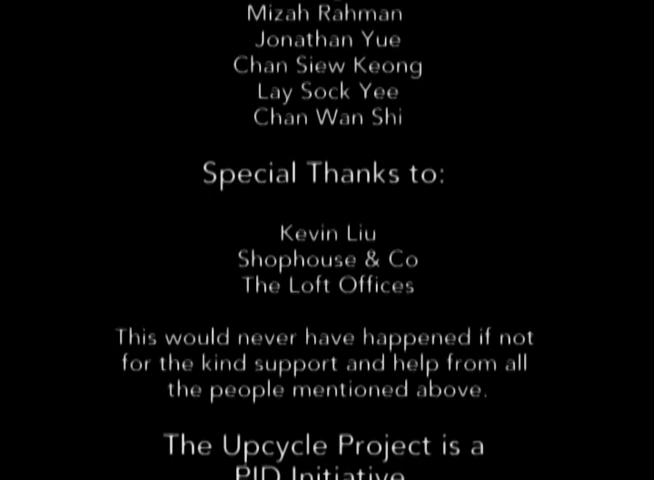 Mizah Rahman
Jonathan Yue
Chan Siew Keong
Lay Sock Yee
Chan Wan Shi
Special Thanks to:
Kevin Liu
Shophouse & Co
The Loft Offices
This would never have happened if not
for the kind support and help from all
the people mentioned above.
The Upcycle Project is a
PID Initiative